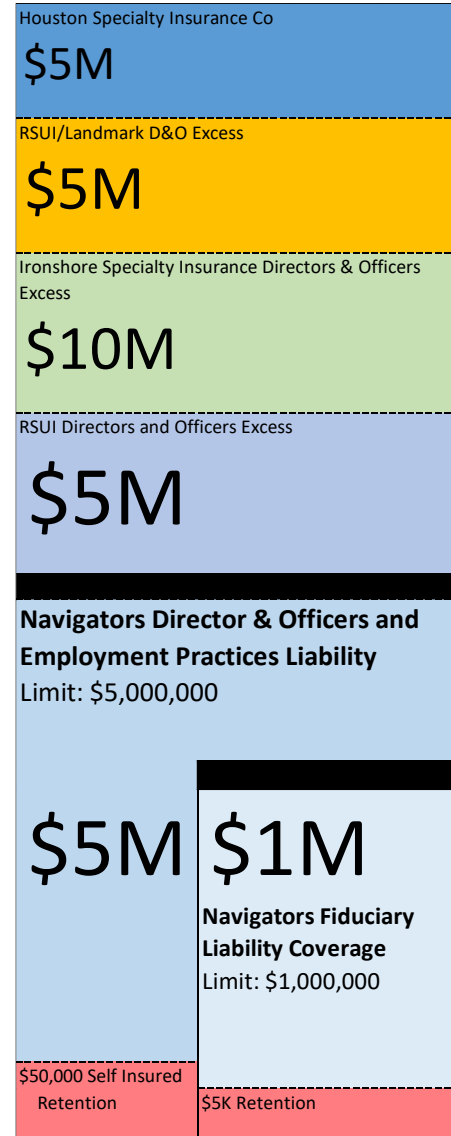 Houston Specialty Insurance Co
$5M
RSUI/Landmark D&O Excess
$5M
Ironshore Specialty Insurance Directors & Officers
Excess
$10M
RSUI Directors and Officers Excess
$5M
Navigators Director & Officers and
Employment Practices Liability
Limit: $5,000,000
$5M
$1M
Navigators Fiduciary
Liability Coverage
Limit: $1,000,000
$50,000 Self Insured
Retention
$5K Retention